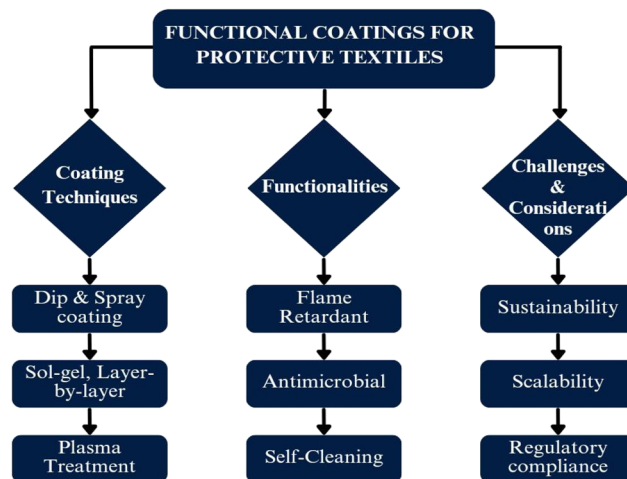 FUNCTIONAL COATINGS FOR
PROTECTIVE TEXTILES
Coating
Techniques
Functionalities
Challenges
&
Considerati
ons
Dip & Spray
coating
Flame
Retardant
Sustainability
Sol-gel, Layer-
by-layer
Antimicrobial
Scalability
Plasma
Treatment
Self-Cleaning
Regulatory
compliance